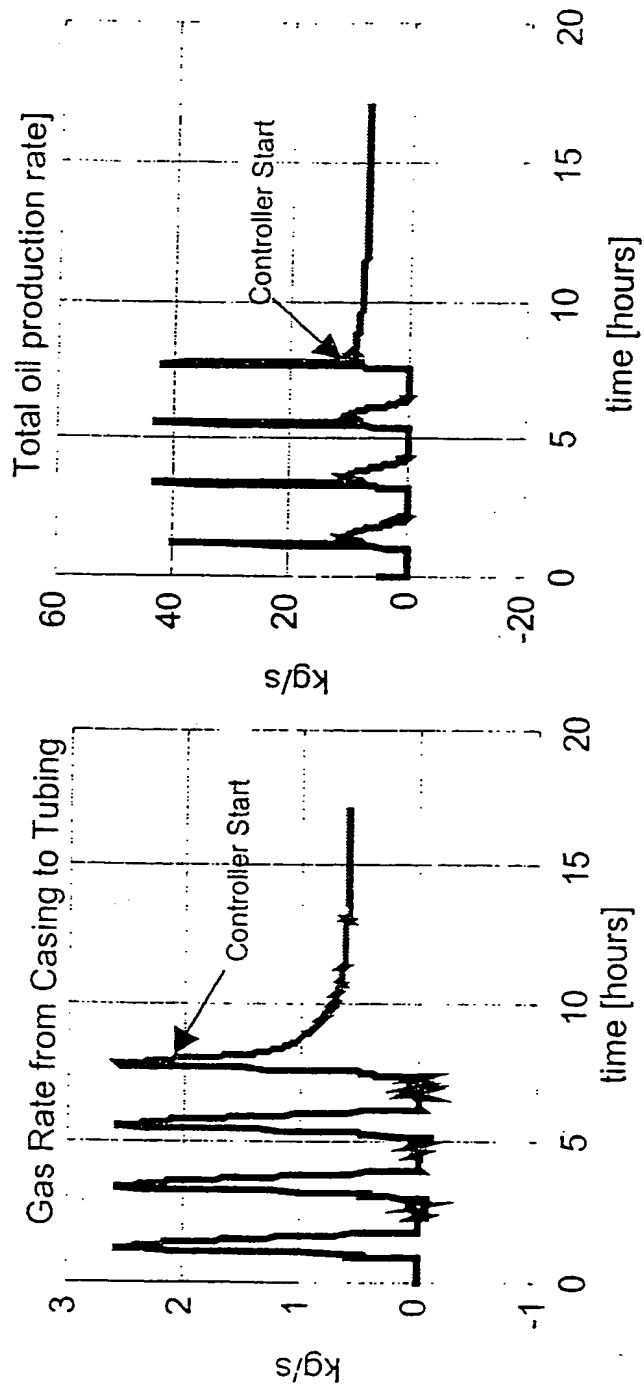 Gas Rate from Casing to Tubing
3
2
1
0
-1
kg/s
Controller Start
0
5
10
15
20
time [hours]
Total oil production rate]
60
40
20
0
-20
kg/s
Controller Start
0
5
10
15
20
time [hours]